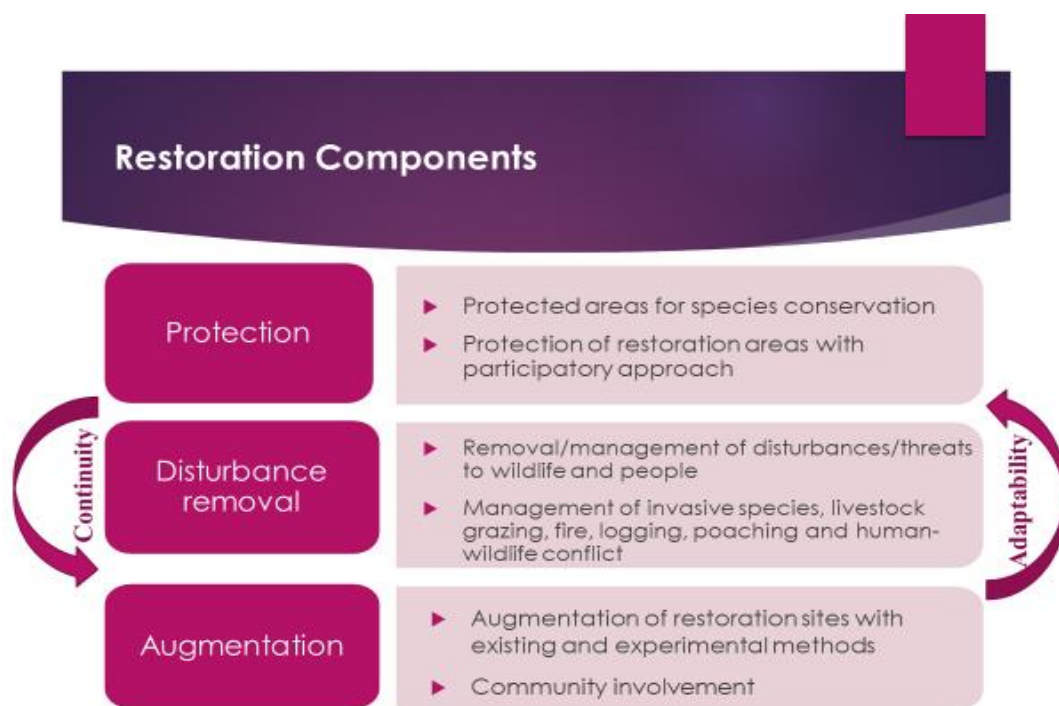 Restoration Components
Protection
Protected areas for species conservation
Protection of restoration areas with
participatory approach
Continuity
Disturbance
removal
Removal/management of disturbances/threats
to wildlife and people
Management of invasive species, livestock
grazing, fire, logging, poaching and human-
wildlife conflict
Adaptability
Augmentation
Augmentation of restoration sites with
existing and experimental methods
Community involvement